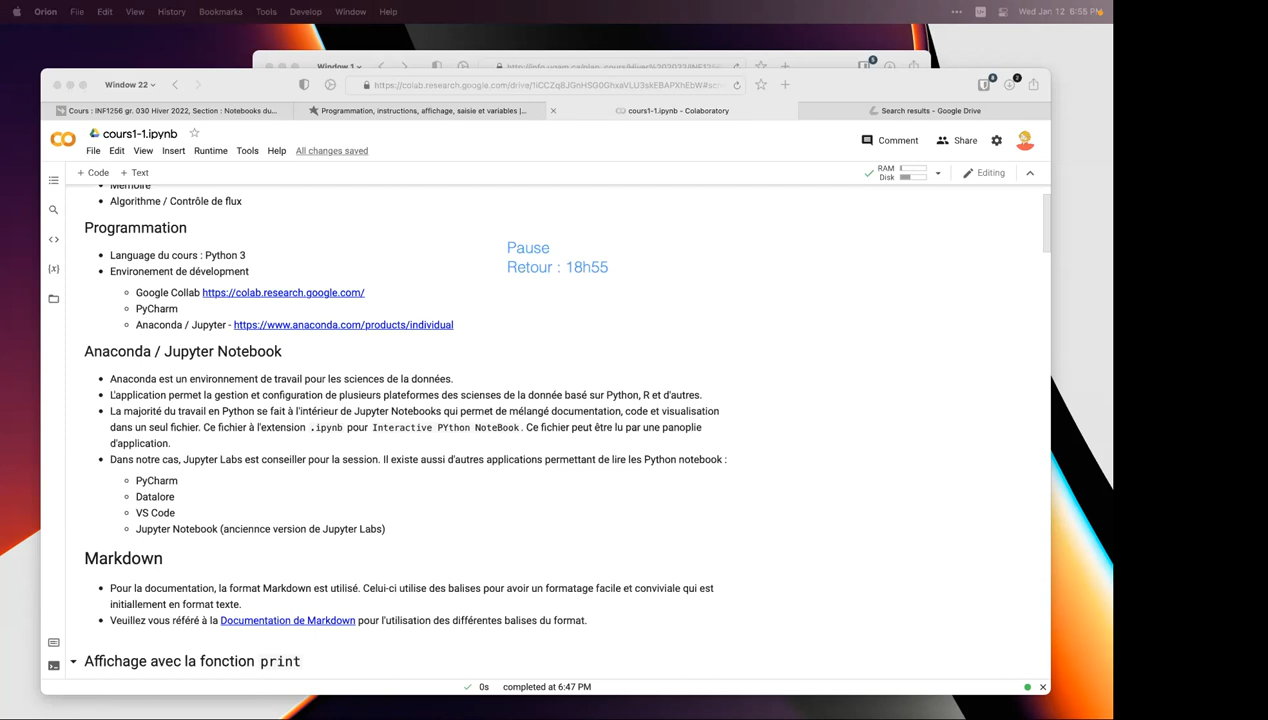 Orion File Edit View History Bookmarks Tools Develop Window Help Wed Jan 12 6:55 PM
Window 1
Window 22 https://colab.research.google.com/drive/
Cours : INF1256 gr. 030 Hiver 2022, Section : Notebooks du... Programmation, instructions, affichage, saisie et variables |... cours1-1.ipynb - Colaboratory Search results - Google Drive
cours1-1.ipynb
File Edit View Insert Runtime Tools Help All changes saved
Comment Share
+ Code + Text
RAM
Disk
Editing
Mémoire
Algorithme / Contrôle de flux
Programmation
Language du cours : Python 3
Environement de dévelopment
Google Collab https://colab.research.google.com/
PyCharm
Anaconda / Jupyter - https://www.anaconda.com/products/individual
Pause
Retour : 18h55
Anaconda / Jupyter Notebook
Anaconda est un environnement de travail pour les sciences de la données.
L'application permet la gestion et configuration de plusieurs plateformes des scienses de la donnée basé sur Python, R et d'autres.
La majorité du travail en Python se fait à l'intérieur de Jupyter Notebooks qui permet de mélangé documentation, code et visualisation
dans un seul fichier. Ce fichier à l'extension .ipynb pour Interactive PYthon NoteBook. Ce fichier peut être lu par une panoplie
d'application.
Dans notre cas, Jupyter Labs est conseiller pour la session. Il existe aussi d'autres applications permettant de lire les Python notebook :
PyCharm
Datalore
VS Code
Jupyter Notebook (anciennce version de Jupyter Labs)
Markdown
Pour la documentation, la format Markdown est utilisé. Celui-ci utilise des balises pour avoir un formatage facile et conviviale qui est
initiallement en format texte.
Veuillez vous référé à la Documentation de Markdown pour l'utilisation des différentes balises du format.
Affichage avec la fonction print
0s completed at 6:47 PM